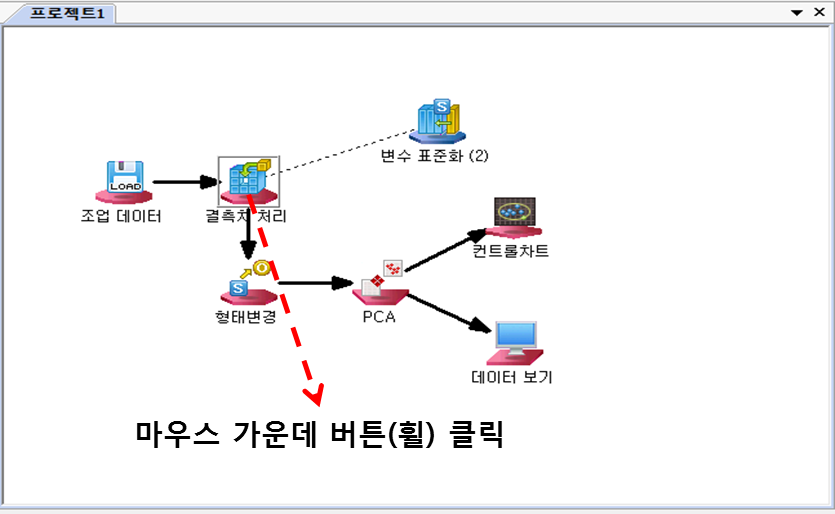 프로젝트1
변수 표준화 (2)
LOAD
조업 데이터
결측치 처리
컨트롤차트
형태변경
PCA
데이터 보기
마우스 가운데 버튼(휠) 클릭